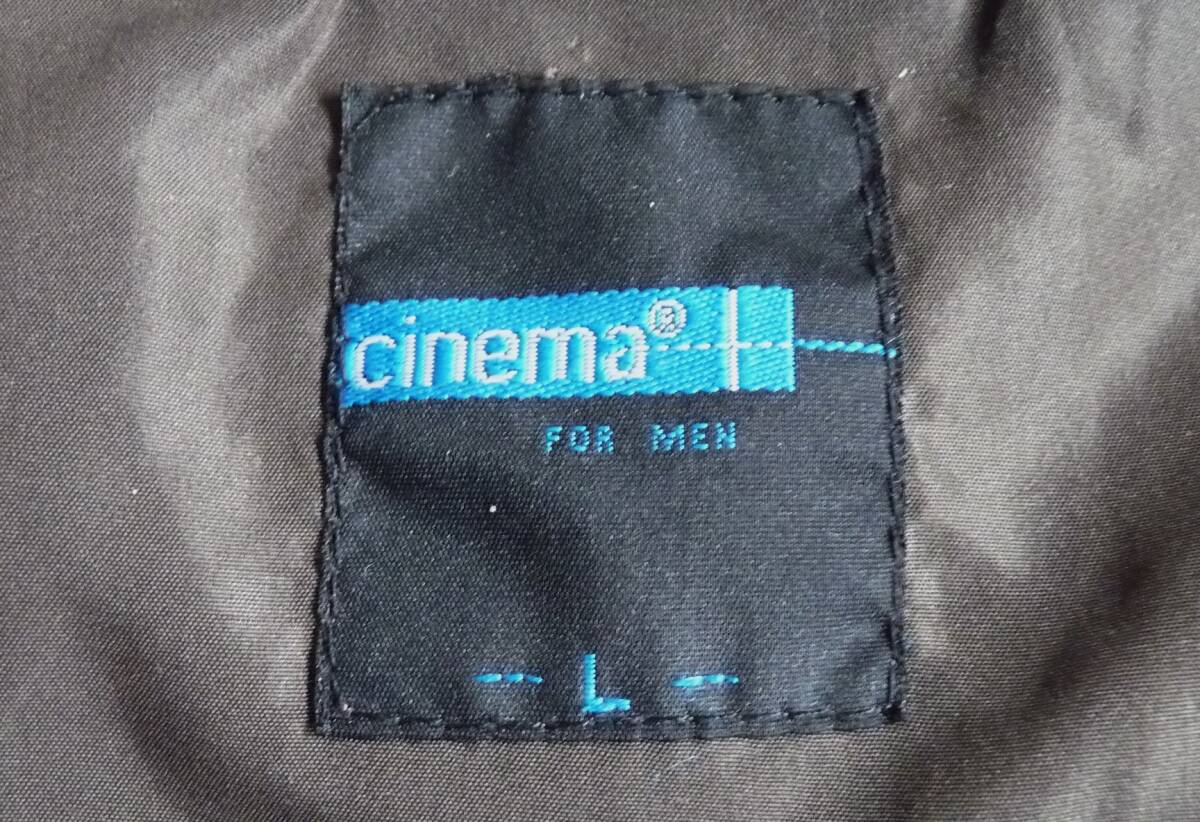 cinema®
FOR MEN
- L -